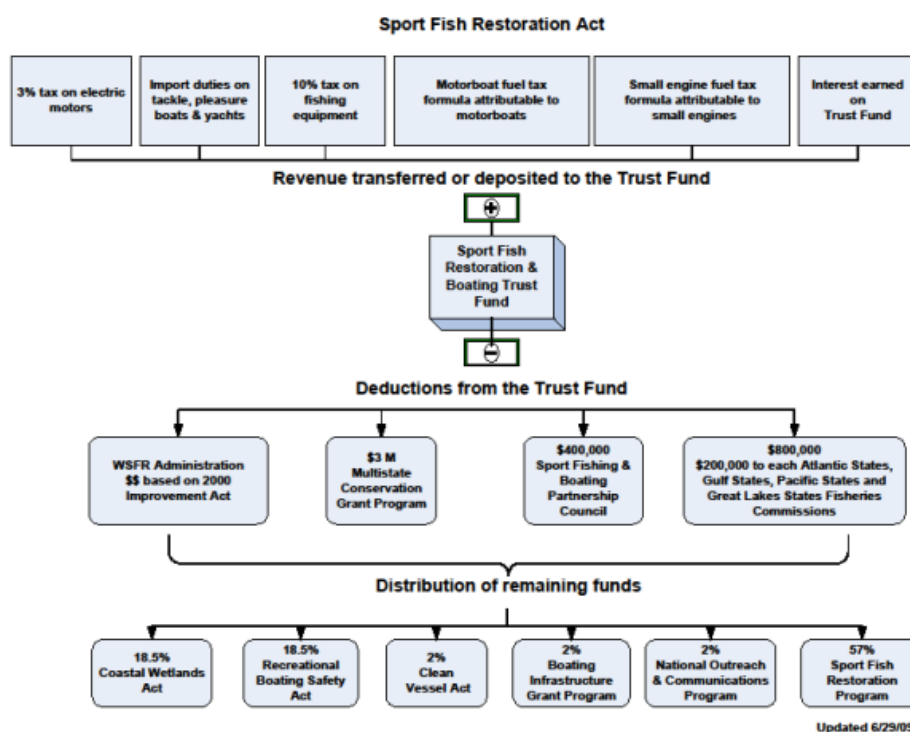 Sport Fish Restoration Act
3% tax on electric
motors
Import duties on
tackle, pleasure
boats & yachts
10% tax on
fishing
equipment
Motorboat fuel tax
formula attributable to
motorboats
Small engine fuel tax
formula attributable to
small engines
Interest earned
on
Trust Fund
Revenue transferred or deposited to the Trust Fund
+
Sport Fish
Restoration &
Boating Trust
Fund
−
Deductions from the Trust Fund
WSFR Administration
$$ based on 2000
Improvement Act
$3 M
Multistate
Conservation
Grant Program
$400,000
Sport Fishing &
Boating
Partnership
Council
$800,000
$200,000 to each Atlantic States,
Gulf States, Pacific States and
Great Lakes States Fisheries
Commissions
Distribution of remaining funds
18.5%
Coastal Wetlands
Act
18.5%
Recreational
Boating Safety
Act
2%
Clean
Vessel Act
2%
Boating
Infrastructure
Grant Program
2%
National Outreach
& Communications
Program
57%
Sport Fish
Restoration
Program
Updated 6/29/09